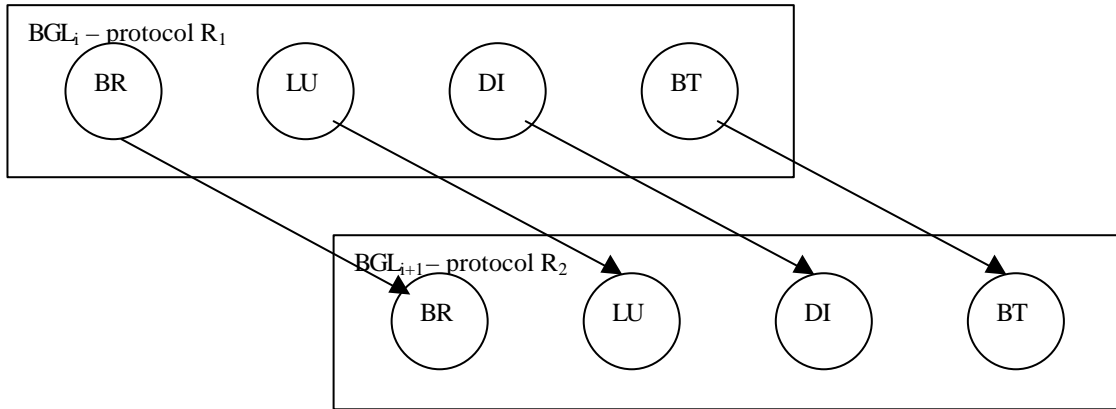 BGLi – protocol R1
BR LU DI BT
BGLi+1 – protocol R2
BR LU DI BT